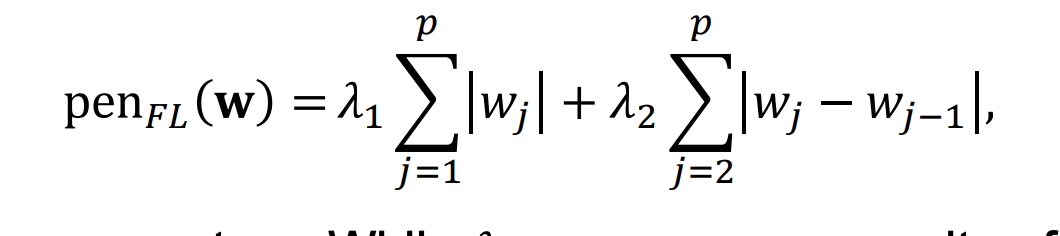 pen_{FL}(𝐰) = λ_1 ∑_{j=1}^{p} |w_j| + λ_2 ∑_{j=2}^{p} |w_j − w_{j−1}|,